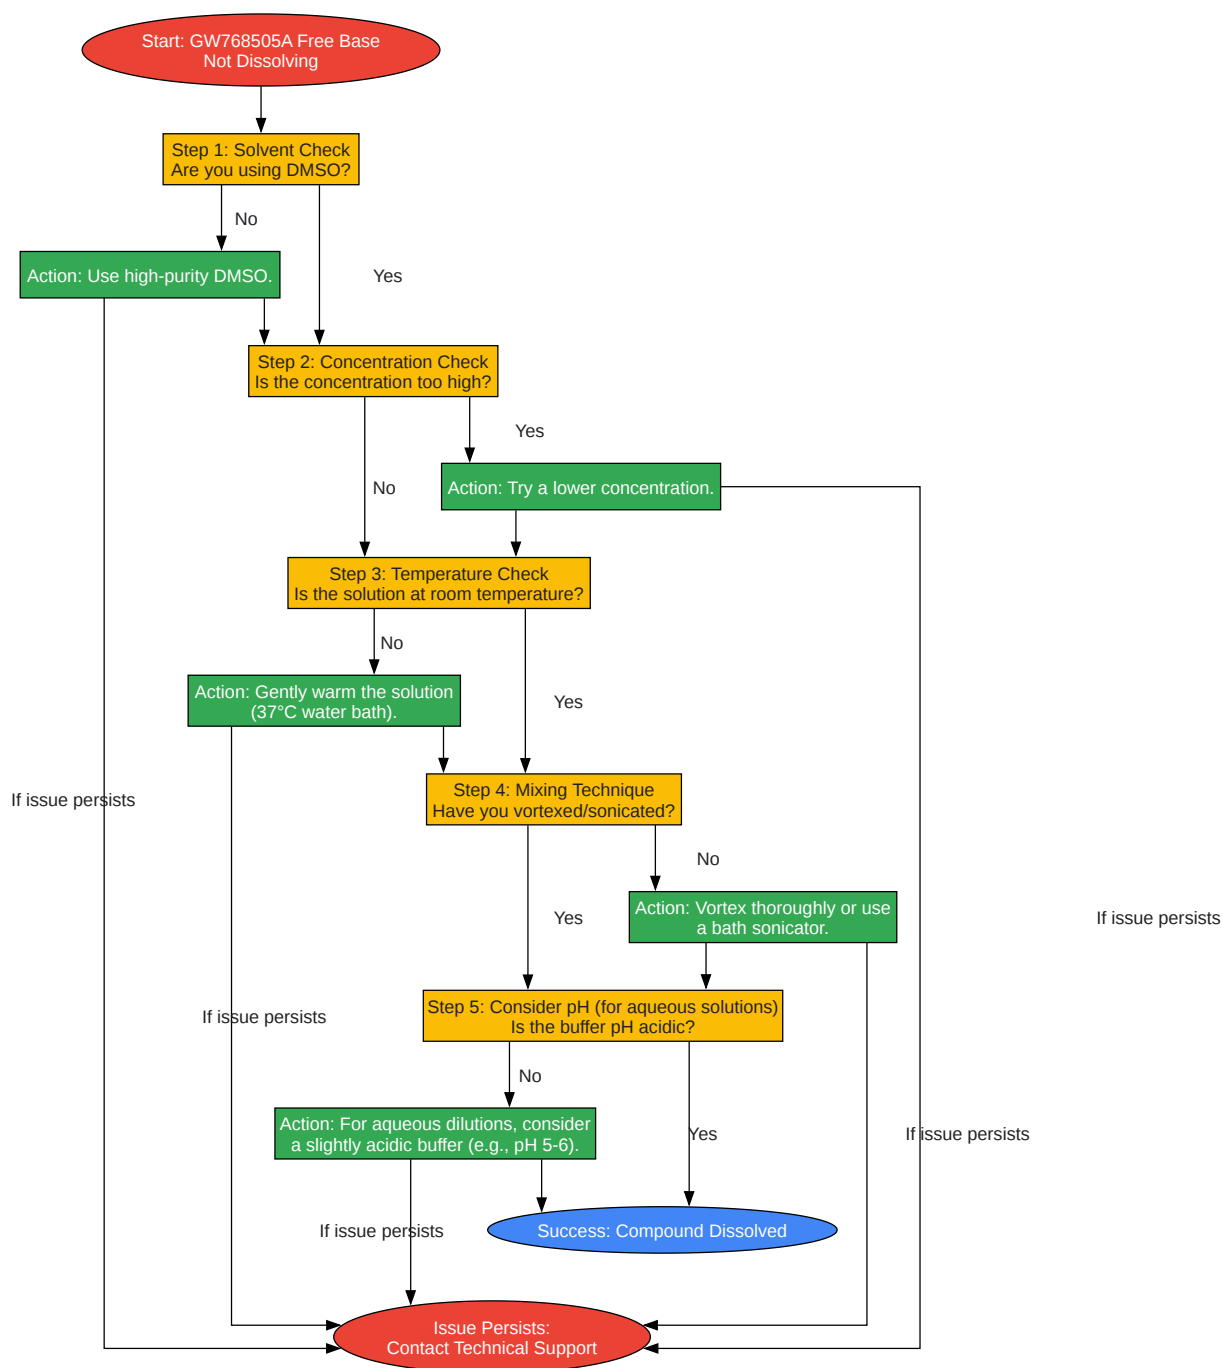 Start: GW768505A Free Base
Not Dissolving
Step 1: Solvent Check
Are you using DMSO?
No
Action: Use high-purity DMSO.
Yes
Step 2: Concentration Check
Is the concentration too high?
Yes
No
Action: Try a lower concentration.
Step 3: Temperature Check
Is the solution at room temperature?
No
Action: Gently warm the solution
(37°C water bath).
Yes
Step 4: Mixing Technique
Have you vortexed/sonicated?
If issue persists
No
Action: Vortex thoroughly or use
a bath sonicator.
Yes
If issue persists
Step 5: Consider pH (for aqueous solutions)
Is the buffer pH acidic?
If issue persists
No
Action: For aqueous dilutions, consider
a slightly acidic buffer (e.g., pH 5-6).
Yes
If issue persists
If issue persists
Success: Compound Dissolved
Issue Persists:
Contact Technical Support